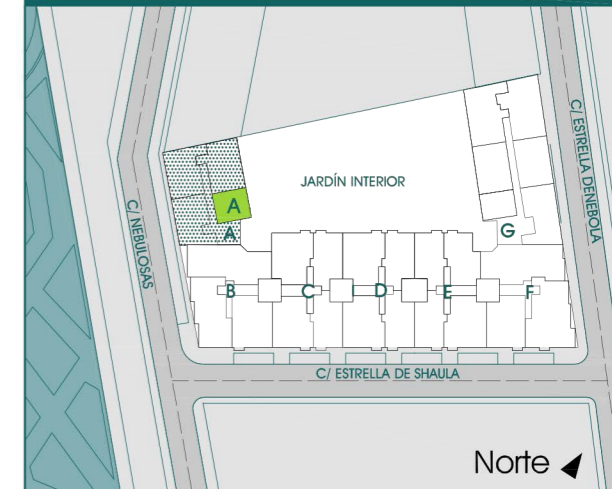 C/ ESTRELLA DENEBOLA
JARDÍN INTERIOR
A
A
G
C/ NEBULOSAS
B
C
D
E
F
C/ ESTRELLA DE SHAULA
Norte